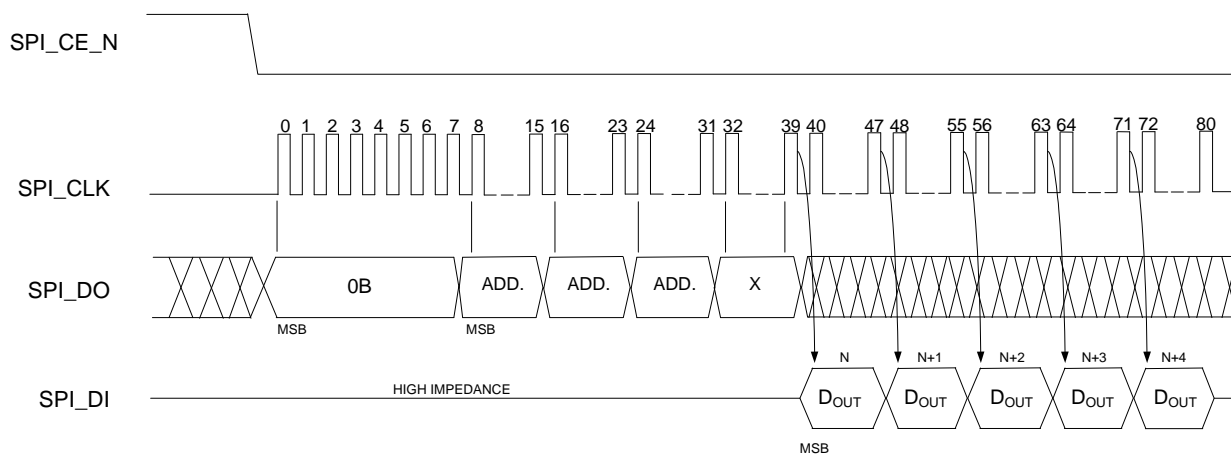 SPI_CE_N
0 1 2 3 4 5 6 7 8 15 16 23 24 31 32 39 40 47 48 55 56 63 64 71 72 80
SPI_CLK
SPI_DO
0B ADD. ADD. ADD. X
MSB MSB
N N+1 N+2 N+3 N+4
HIGH IMPEDANCE
SPI_DI
DOUT DOUT DOUT DOUT DOUT
MSB